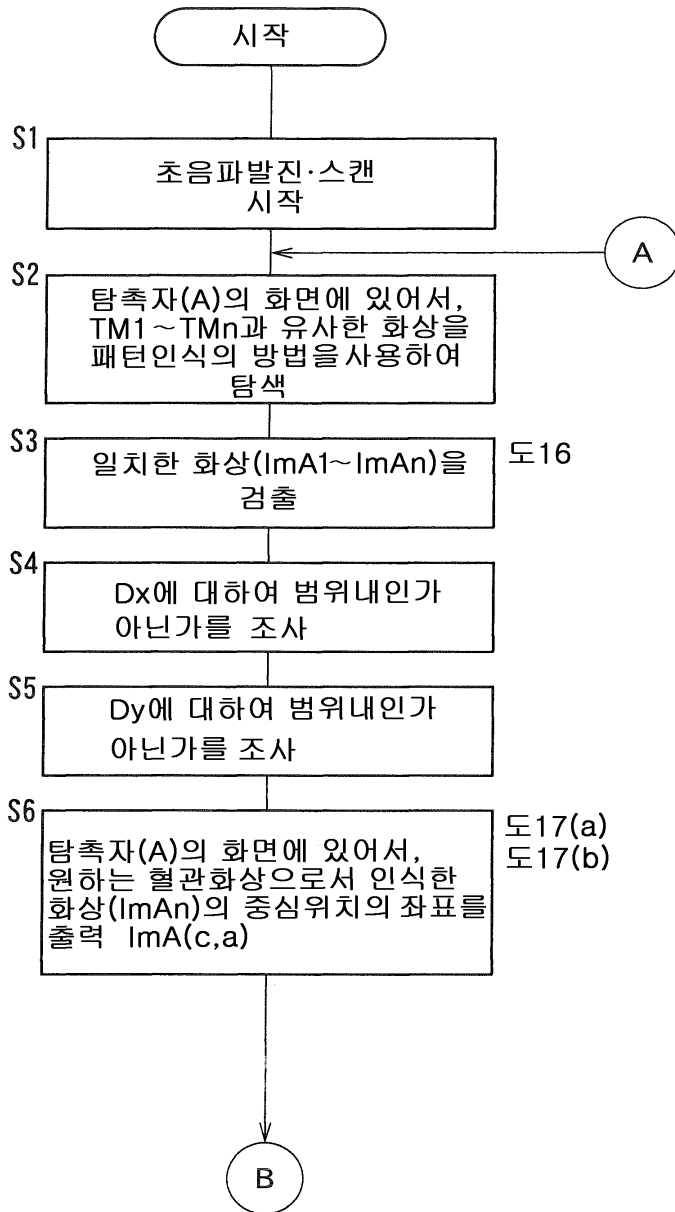 시작
S1
초음파발진·스캔
시작
A
S2
탐촉자(A)의 화면에 있어서,
TM1~TMn과 유사한 화상을
패턴인식의 방법을사용하여
탐색
S3
일치한 화상(ImA1~ImAn)을
검출
도16
S4
Dx에 대하여 범위내인가
아닌가를 조사
S5
Dy에 대하여 범위내인가
아닌가를 조사
S6
탐촉자(A)의 화면에 있어서,
원하는 혈관화상으로서 인식한
화상(ImAn)의 중심위치의 좌표를
출력 ImA(c,a)
도17(a)
도17(b)
B